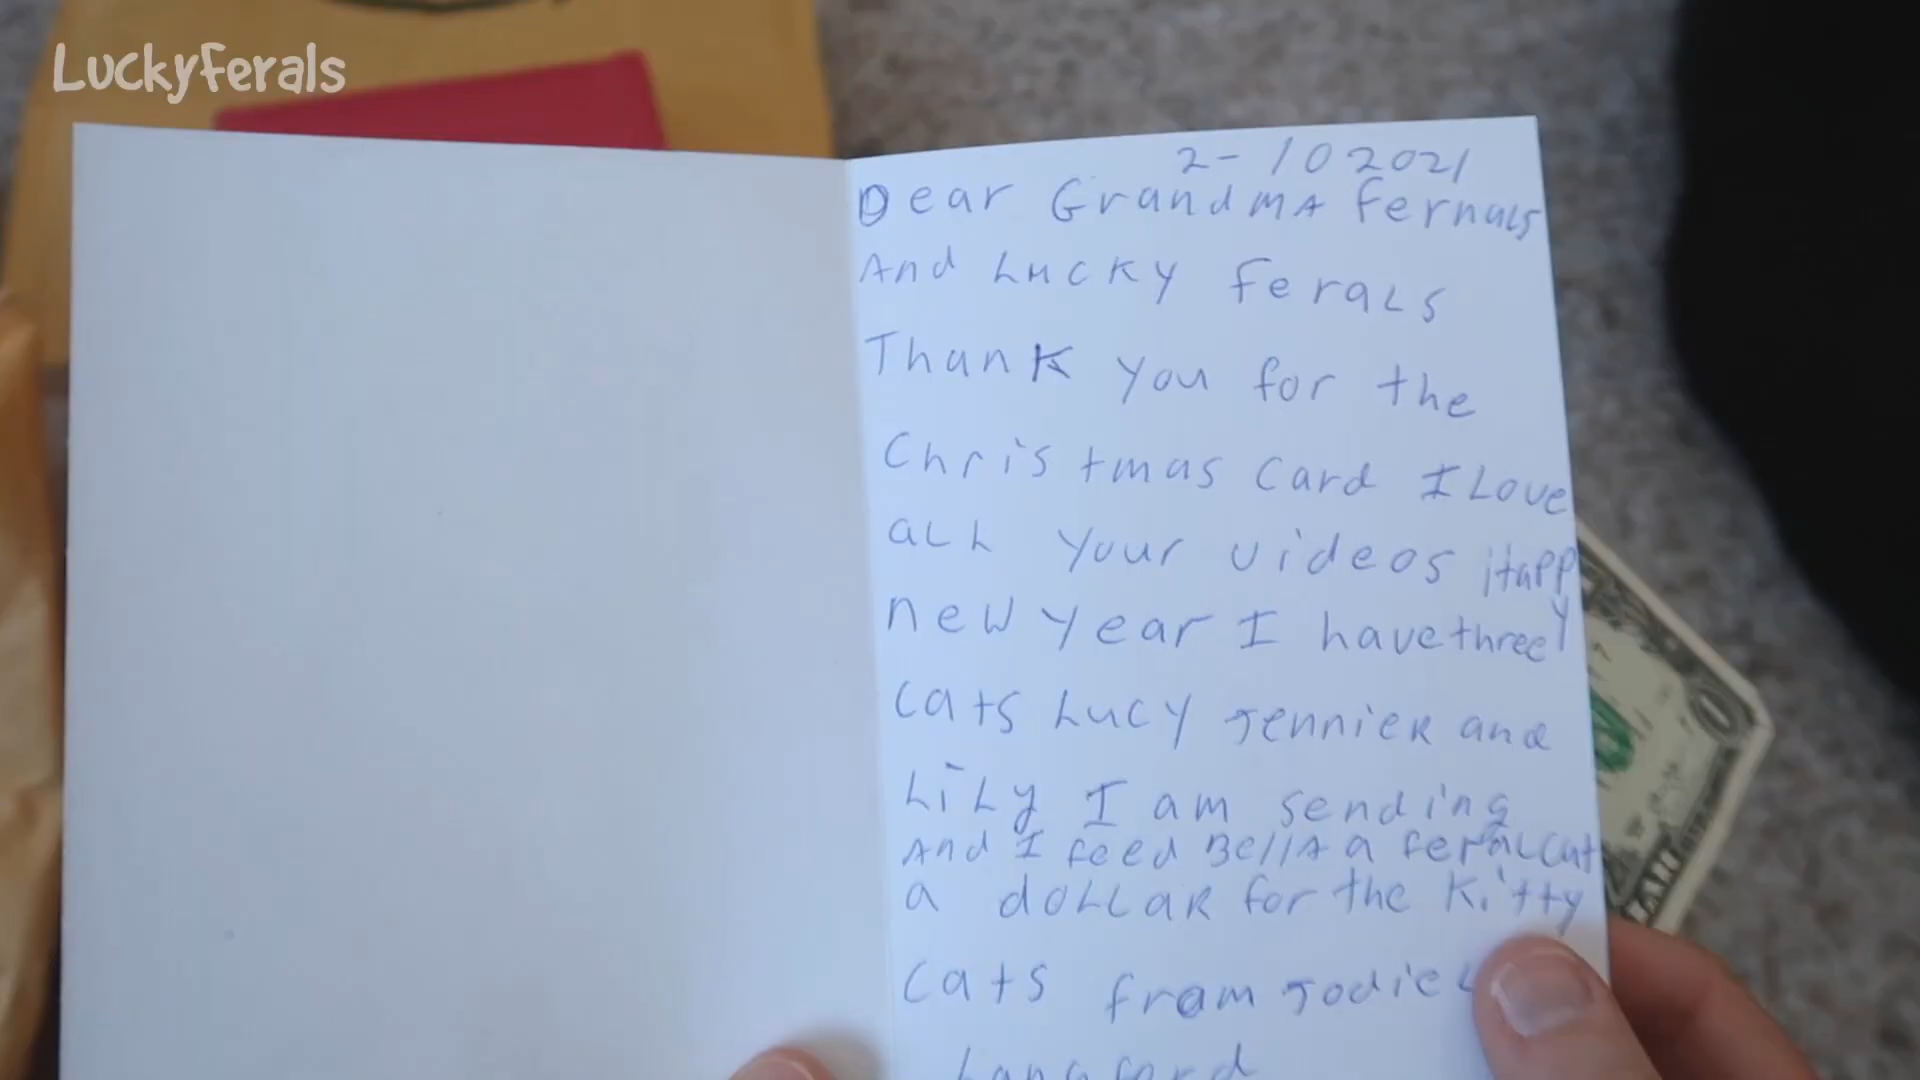 LuckyFerals
2-10 2021
Dear GrandMA Fernals
And Lucky Ferals
Thank you for the
Christmas Card I Love
all your videos Happy
new year I have three
cats Lucy Jennier and
Lily I am sending
And I feed Bella a feral cat
a dollar for the kitty
cats fram Jodie